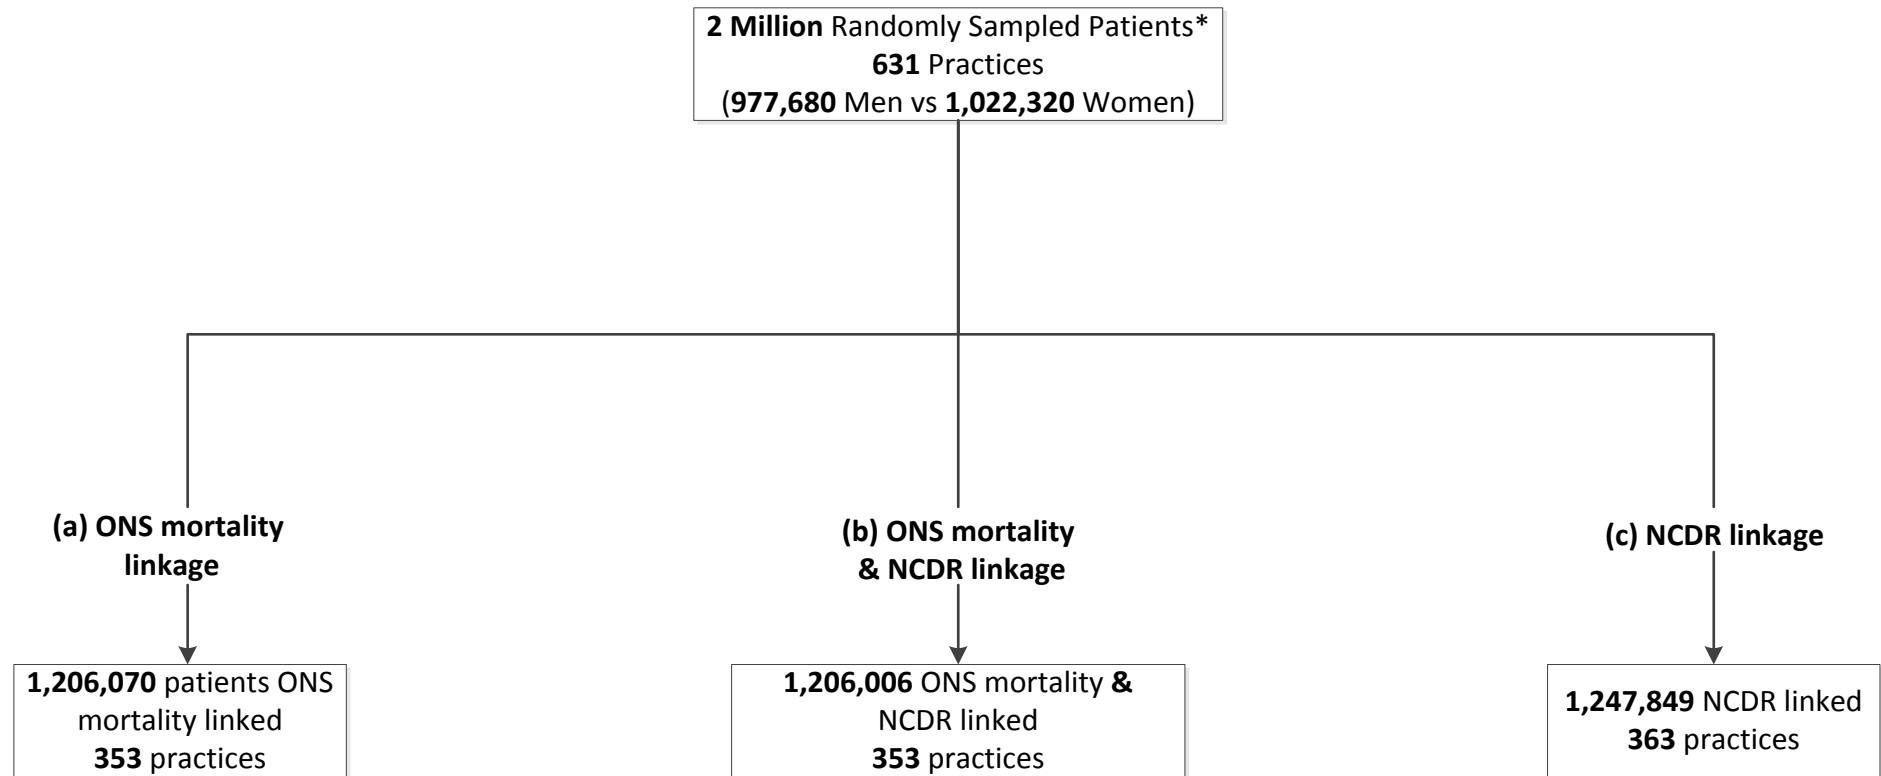 2 Million Randomly Sampled Patients*
631 Practices
(977,680 Men vs 1,022,320 Women)
(a) ONS mortality
linkage
(b) ONS mortality
& NCDR linkage
(c) NCDR linkage
1,206,070 patients ONS
mortality linked
353 practices
1,206,006 ONS mortality &
NCDR linked
353 practices
1,247,849 NCDR linked
363 practices